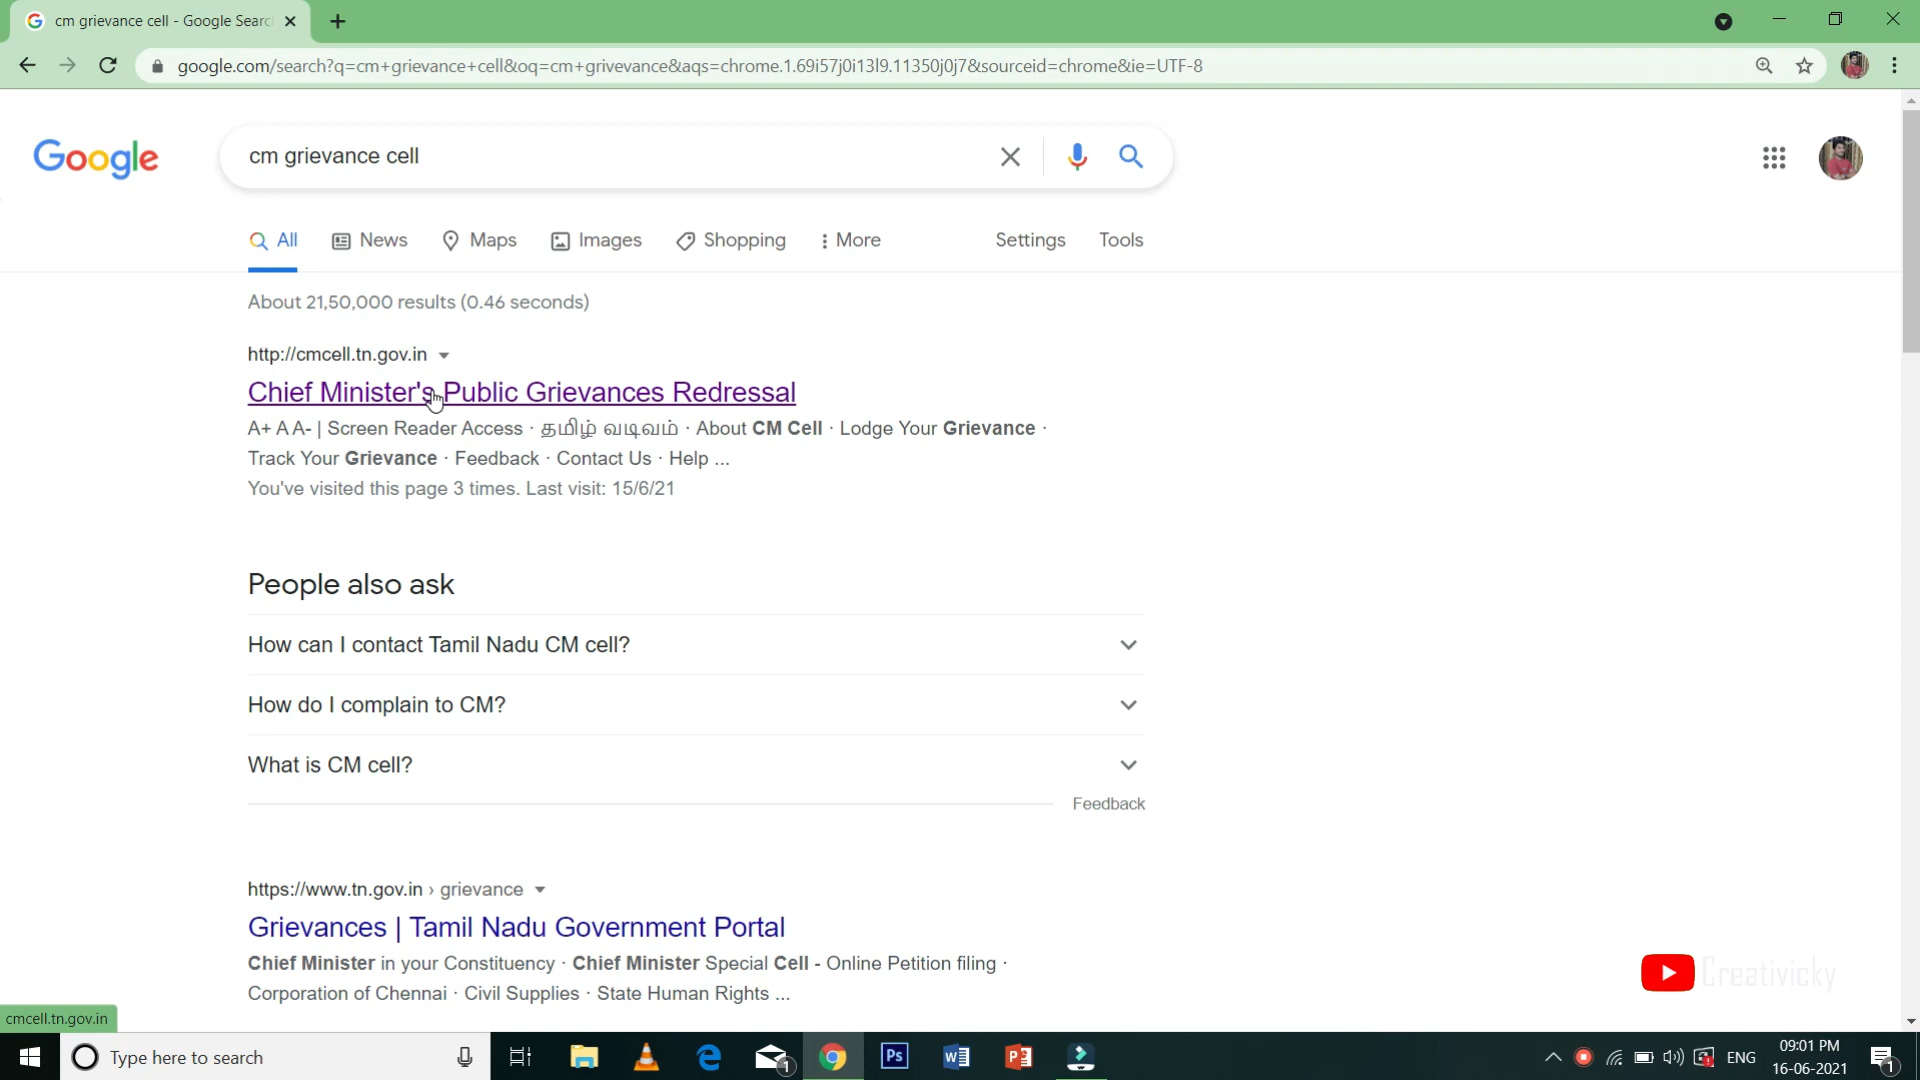 cm grievance cell - Google Searc
google.com/search?q=cm+grievance+cell&oq=cm+grivevance&aqs=chrome.1.69i57j0i13l9.11350j0j7&sourceid=chrome&ie=UTF-8
Google
cm grievance cell
All News Maps Images Shopping More Settings Tools
About 21,50,000 results (0.46 seconds)
http://cmcell.tn.gov.in
Chief Minister's Public Grievances Redressal
A+ A A- | Screen Reader Access · தமிழ் வடிவம் · About CM Cell · Lodge Your Grievance ·
Track Your Grievance · Feedback · Contact Us · Help ...
You've visited this page 3 times. Last visit: 15/6/21
People also ask
How can I contact Tamil Nadu CM cell?
How do I complain to CM?
What is CM cell?
Feedback
https://www.tn.gov.in › grievance
Grievances | Tamil Nadu Government Portal
Chief Minister in your Constituency · Chief Minister Special Cell - Online Petition filing ·
Corporation of Chennai · Civil Supplies · State Human Rights ...
Creativicky
cmcell.tn.gov.in
Type here to search
1
Ps
W
P
ENG
09:01 PM
16-06-2021
1